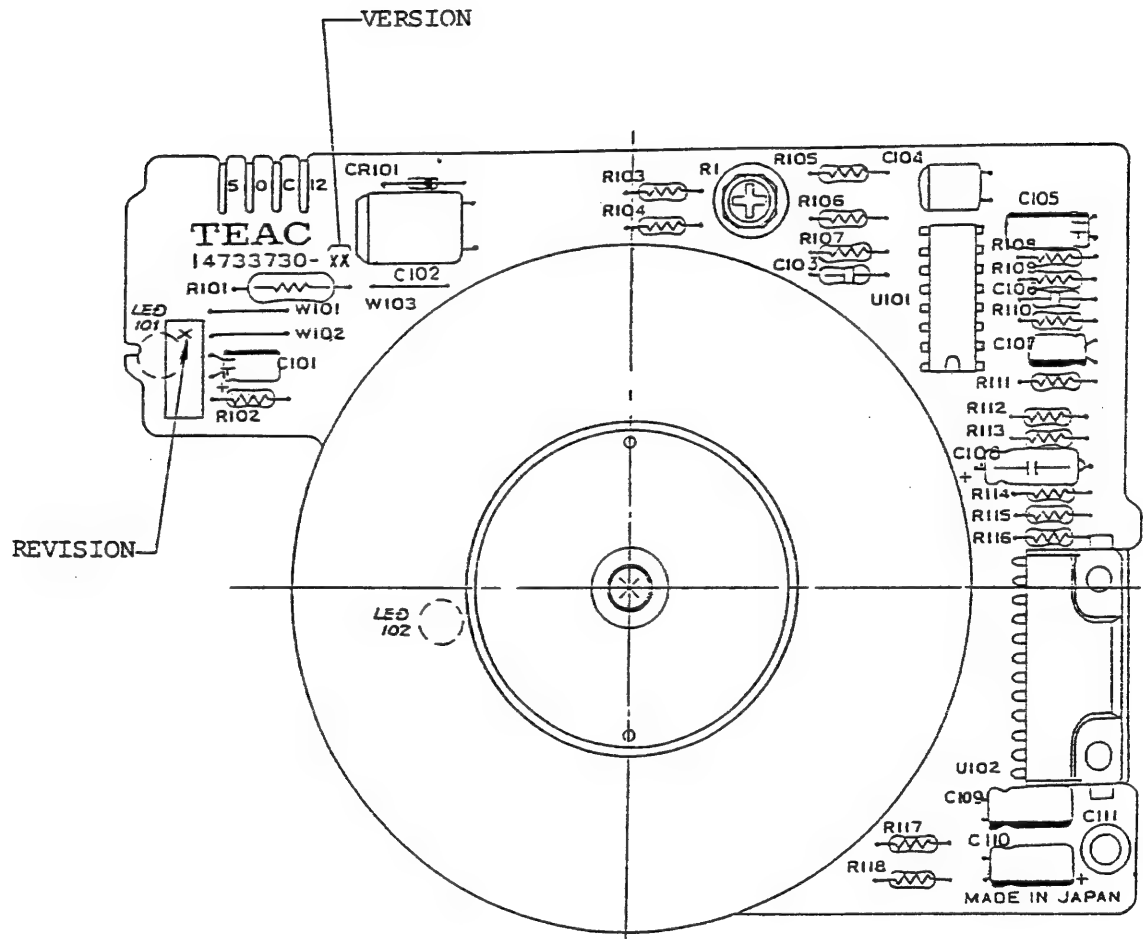 VERSION
S O C 12
TEAC
14733730-XX
CR101
C102
R101
W103
W101
W102
LED
101
X
C101
+
R102
REVISION
R103
R104
R1
R105
R106
R107
C103
C104
U101
C105
R108
R109
C106
R110
C107
R111
R112
R113
C108
+
R114
R115
R116
LED
102
U102
C109
C111
R117
C110
R118
+
MADE IN JAPAN